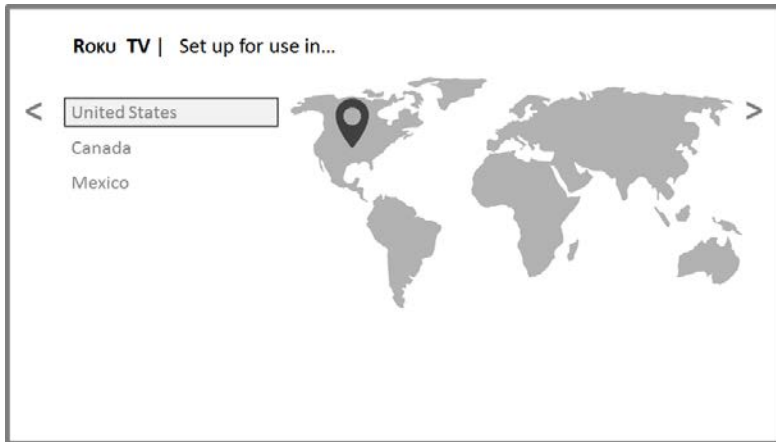 Roku TV | Set up for use in...
<
United States
>
Canada
Mexico